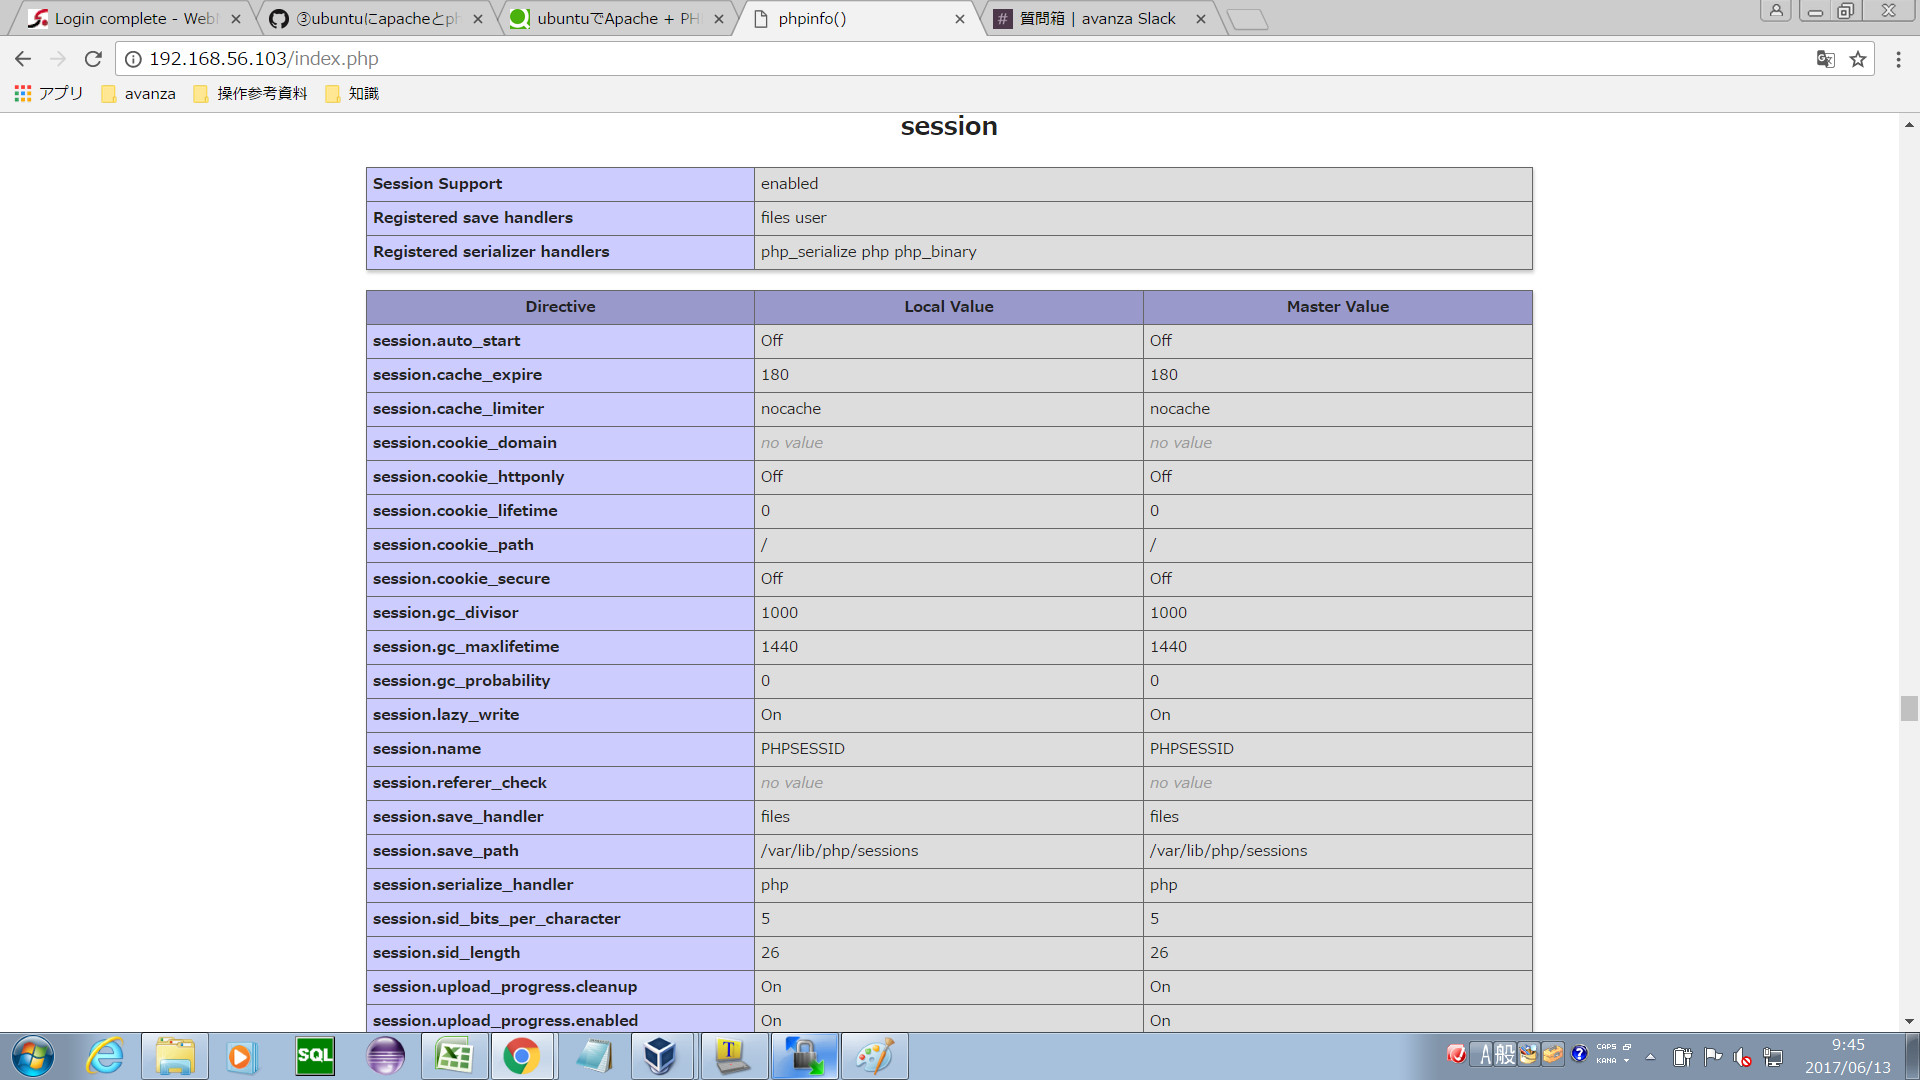 Login complete - Web
③ubuntuにapacheとph
ubuntuでApache + PH
phpinfo()
質問箱 | avanza Slack
192.168.56.103/index.php
アプリ
avanza
操作参考資料
知識
session
Session Support enabled
Registered save handlers files user
Registered serializer handlers php_serialize php php_binary
Directive Local Value Master Value
session.auto_start Off Off
session.cache_expire 180 180
session.cache_limiter nocache nocache
session.cookie_domain no value no value
session.cookie_httponly Off Off
session.cookie_lifetime 0 0
session.cookie_path / /
session.cookie_secure Off Off
session.gc_divisor 1000 1000
session.gc_maxlifetime 1440 1440
session.gc_probability 0 0
session.lazy_write On On
session.name PHPSESSID PHPSESSID
session.referer_check no value no value
session.save_handler files files
session.save_path /var/lib/php/sessions /var/lib/php/sessions
session.serialize_handler php php
session.sid_bits_per_character 5 5
session.sid_length 26 26
session.upload_progress.cleanup On On
session.upload_progress.enabled On On
SQL
A般
CAPS
KANA
9:45
2017/06/13